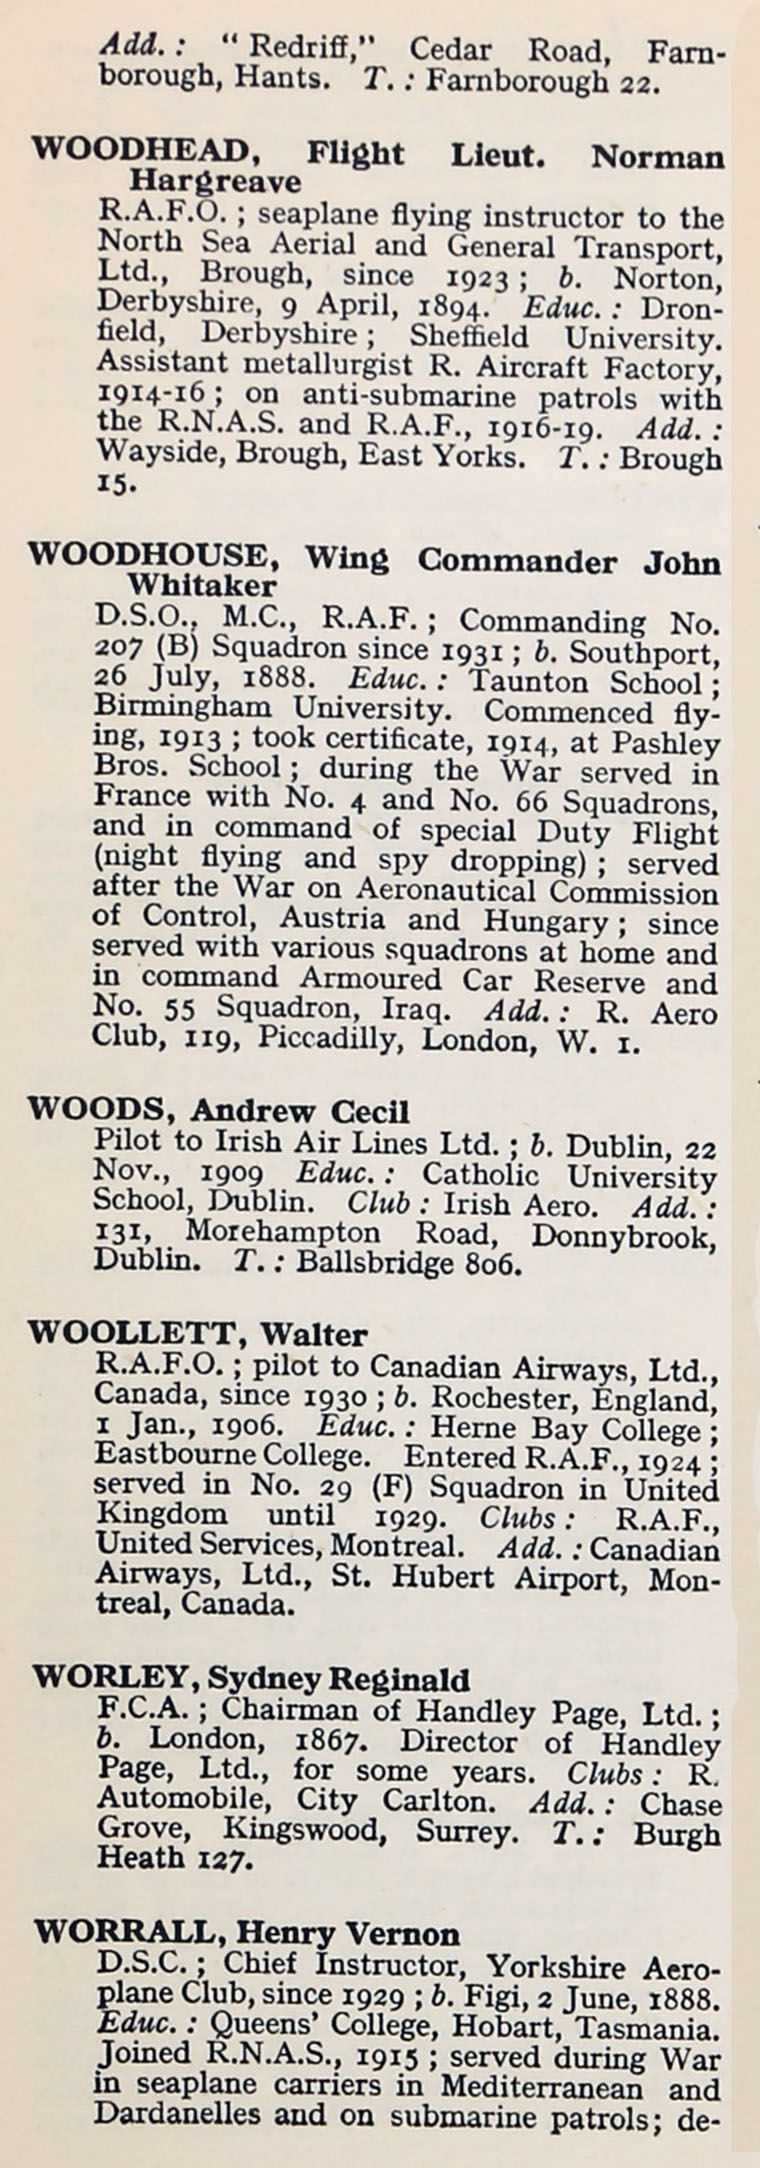 Add. : " Redriff," Cedar Road, Farn-
borough, Hants. T. : Farnborough 22.
WOODHEAD, Flight Lieut. Norman
Hargreave
R.A.F.O. ; seaplane flying instructor to the
North Sea Aerial and General Transport,
Ltd., Brough, since 1923 ; b. Norton,
Derbyshire, 9 April, 1894. Educ. : Dron-
field, Derbyshire ; Sheffield University.
Assistant metallurgist R. Aircraft Factory,
1914-16 ; on anti-submarine patrols with
the R.N.A.S. and R.A.F., 1916-19. Add. :
Wayside, Brough, East Yorks. T. : Brough
15.
WOODHOUSE, Wing Commander John
Whitaker
D.S.O., M.C., R.A.F. ; Commanding No.
207 (B) Squadron since 1931 ; b. Southport,
26 July, 1888. Educ. : Taunton School ;
Birmingham University. Commenced fly-
ing, 1913 ; took certificate, 1914, at Pashley
Bros. School ; during the War served in
France with No. 4 and No. 66 Squadrons,
and in command of special Duty Flight
(night flying and spy dropping) ; served
after the War on Aeronautical Commission
of Control, Austria and Hungary ; since
served with various squadrons at home and
in command Armoured Car Reserve and
No. 55 Squadron, Iraq. Add. : R. Aero
Club, 119, Piccadilly, London, W. 1.
WOODS, Andrew Cecil
Pilot to Irish Air Lines Ltd. ; b. Dublin, 22
Nov., 1909 Educ. : Catholic University
School, Dublin. Club : Irish Aero. Add. :
131, Morehampton Road, Donnybrook,
Dublin. T. : Ballsbridge 806.
WOOLLETT, Walter
R.A.F.O. ; pilot to Canadian Airways, Ltd.,
Canada, since 1930 ; b. Rochester, England,
1 Jan., 1906. Educ. : Herne Bay College ;
Eastbourne College. Entered R.A.F., 1924 ;
served in No. 29 (F) Squadron in United
Kingdom until 1929. Clubs : R.A.F.,
United Services, Montreal. Add. : Canadian
Airways, Ltd., St. Hubert Airport, Mon-
treal, Canada.
WORLEY, Sydney Reginald
F.C.A. ; Chairman of Handley Page, Ltd. ;
b. London, 1867. Director of Handley
Page, Ltd., for some years. Clubs : R.
Automobile, City Carlton. Add. : Chase
Grove, Kingswood, Surrey. T. : Burgh
Heath 127.
WORRALL, Henry Vernon
D.S.C. ; Chief Instructor, Yorkshire Aero-
plane Club, since 1929 ; b. Figi, 2 June, 1888.
Educ. : Queens' College, Hobart, Tasmania.
Joined R.N.A.S., 1915 ; served during War
in seaplane carriers in Mediterranean and
Dardanelles and on submarine patrols; de-